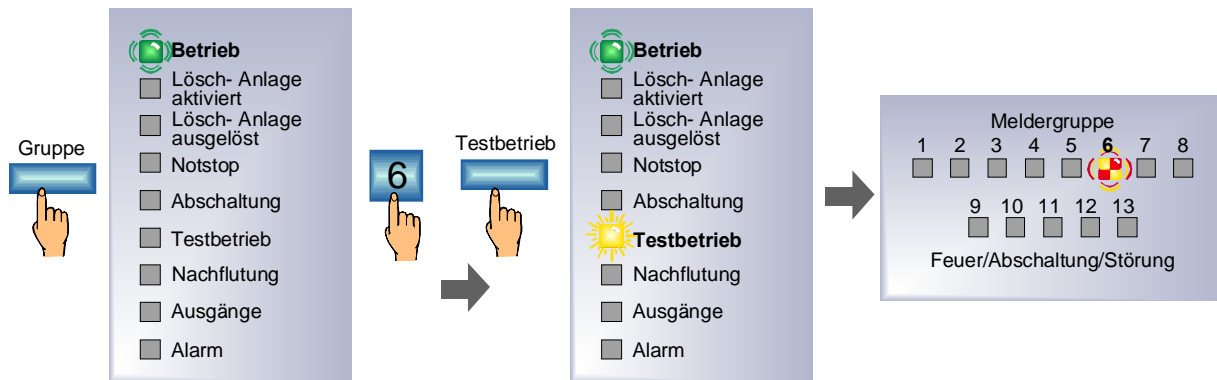 Gruppe
Betrieb
Lösch- Anlage
aktiviert
Lösch- Anlage
ausgelöst
Notstop
Abschaltung
Testbetrieb
Nachflutung
Ausgänge
Alarm
6
Testbetrieb
Betrieb
Lösch- Anlage
aktiviert
Lösch- Anlage
ausgelöst
Notstop
Abschaltung
Testbetrieb
Nachflutung
Ausgänge
Alarm
Meldergruppe
1 2 3 4 5 6 7 8
9 10 11 12 13
Feuer/Abschaltung/Störung